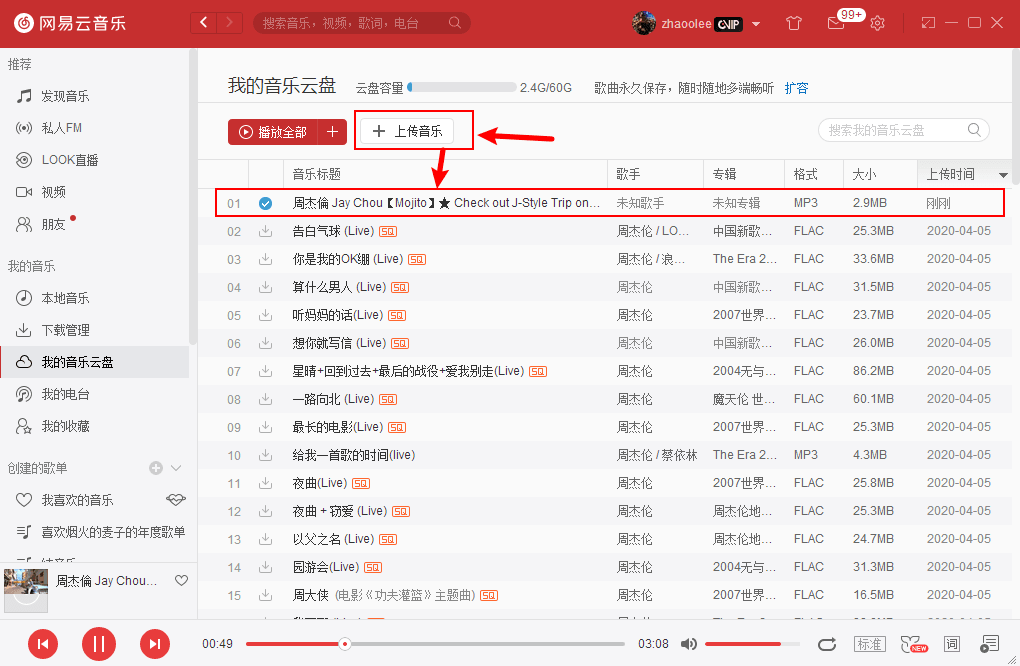 网易云音乐
搜索音乐，视频，歌词，电台
zhaoolee
VIP
99+
推荐
发现音乐
私人FM
LOOK直播
视频
朋友
我的音乐
本地音乐
下载管理
我的音乐云盘
我的电台
我的收藏
创建的歌单
我喜欢的音乐
喜欢烟火的麦子的年度歌单
周杰倫 Jay Chou...
我的音乐云盘
云盘容量 2.4G/60G 歌曲永久保存，随时随地多端畅听 扩容
播放全部
上传音乐
搜索我的音乐云盘
音乐标题 歌手 专辑 格式 大小 上传时间
01 周杰倫 Jay Chou【Mojito】★ Check out J-Style Trip on... 未知歌手 未知专辑 MP3 2.9MB 刚刚
02 告白气球 (Live) SQ 周杰伦 / LO... 中国新歌... FLAC 25.3MB 2020-04-05
03 你是我的OK绷 (Live) SQ 周杰伦 / 浪... The Era 2... FLAC 33.6MB 2020-04-05
04 算什么男人 (Live) SQ 周杰伦 中国新歌... FLAC 31.5MB 2020-04-05
05 听妈妈的话(Live) SQ 周杰伦 2007世界... FLAC 23.7MB 2020-04-05
06 想你就写信 (Live) SQ 周杰伦 中国新歌... FLAC 26.0MB 2020-04-05
07 星晴+回到过去+最后的战役+爱我别走(Live) SQ 周杰伦 2004无与... FLAC 86.2MB 2020-04-05
08 一路向北 (Live) SQ 周杰伦 魔天伦 世... FLAC 60.1MB 2020-04-05
09 最长的电影(Live) SQ 周杰伦 2007世界... FLAC 25.3MB 2020-04-05
10 给我一首歌的时间(live) 周杰伦 / 蔡依林 The Era 2... MP3 4.3MB 2020-04-05
11 夜曲(Live) SQ 周杰伦 2007世界... FLAC 25.8MB 2020-04-05
12 夜曲 + 窃爱 (Live) SQ 周杰伦 周杰伦地... FLAC 25.3MB 2020-04-05
13 以父之名 (Live) SQ 周杰伦 周杰伦地... FLAC 24.7MB 2020-04-05
14 园游会(Live) SQ 周杰伦 2004无与... FLAC 31.3MB 2020-04-05
15 周大侠 (电影《功夫灌篮》主题曲) SQ 周杰伦 2007世界... FLAC 16.5MB 2020-04-05
00:49 03:08 标准 NEW 词